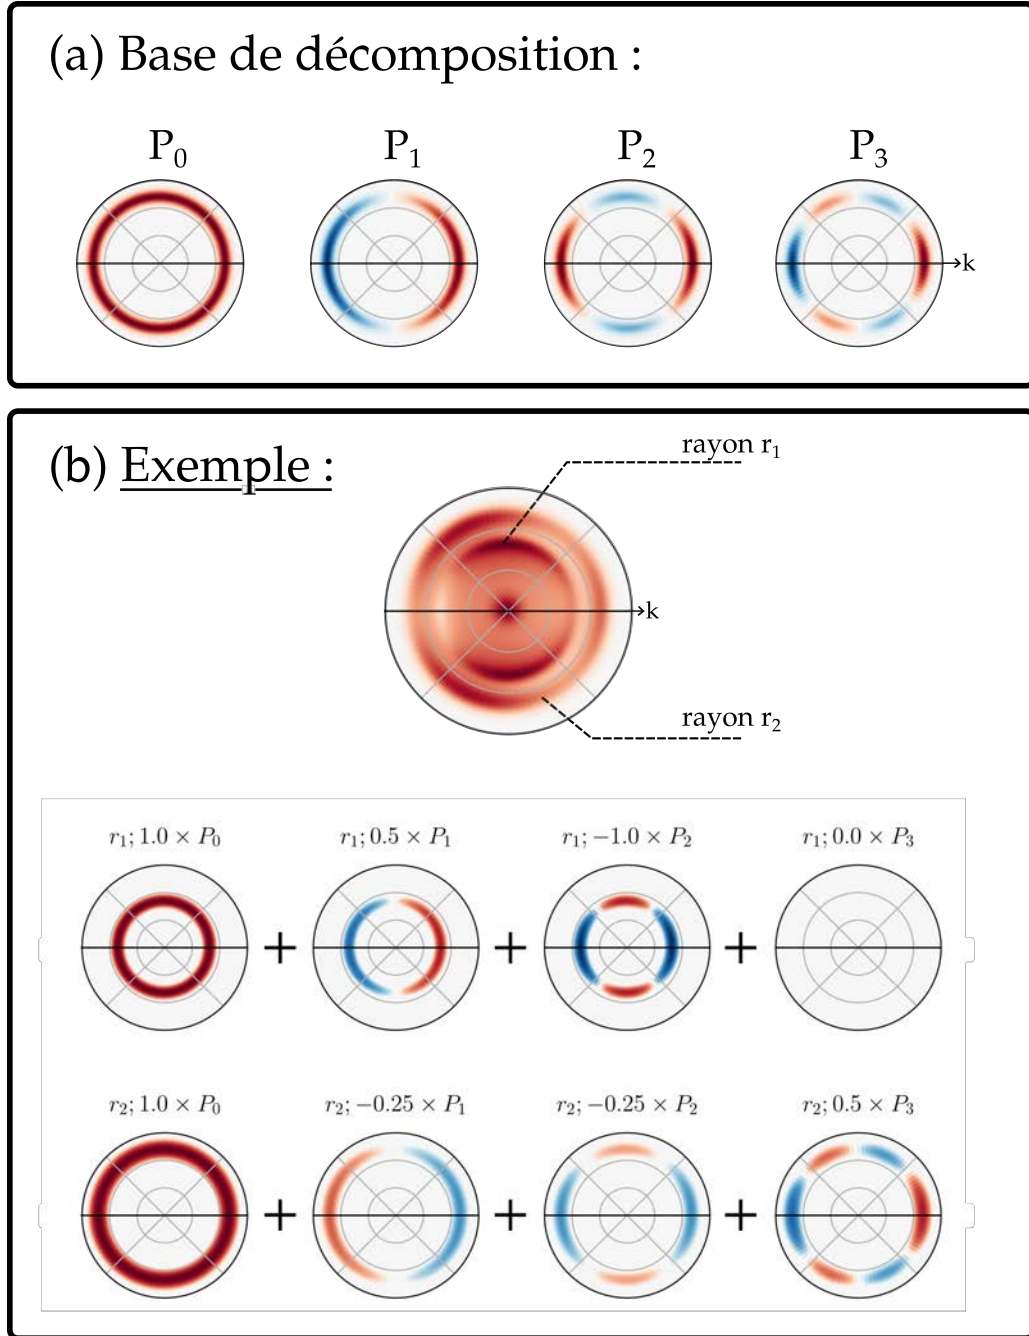 (a) Base de décomposition :
P₀ P₁ P₂ P₃
k
(b) Exemple :
rayon r₁
k
rayon r₂
r₁; 1.0 × P₀ r₁; 0.5 × P₁ r₁; −1.0 × P₂ r₁; 0.0 × P₃
+ + +
r₂; 1.0 × P₀ r₂; −0.25 × P₁ r₂; −0.25 × P₂ r₂; 0.5 × P₃
+ + +